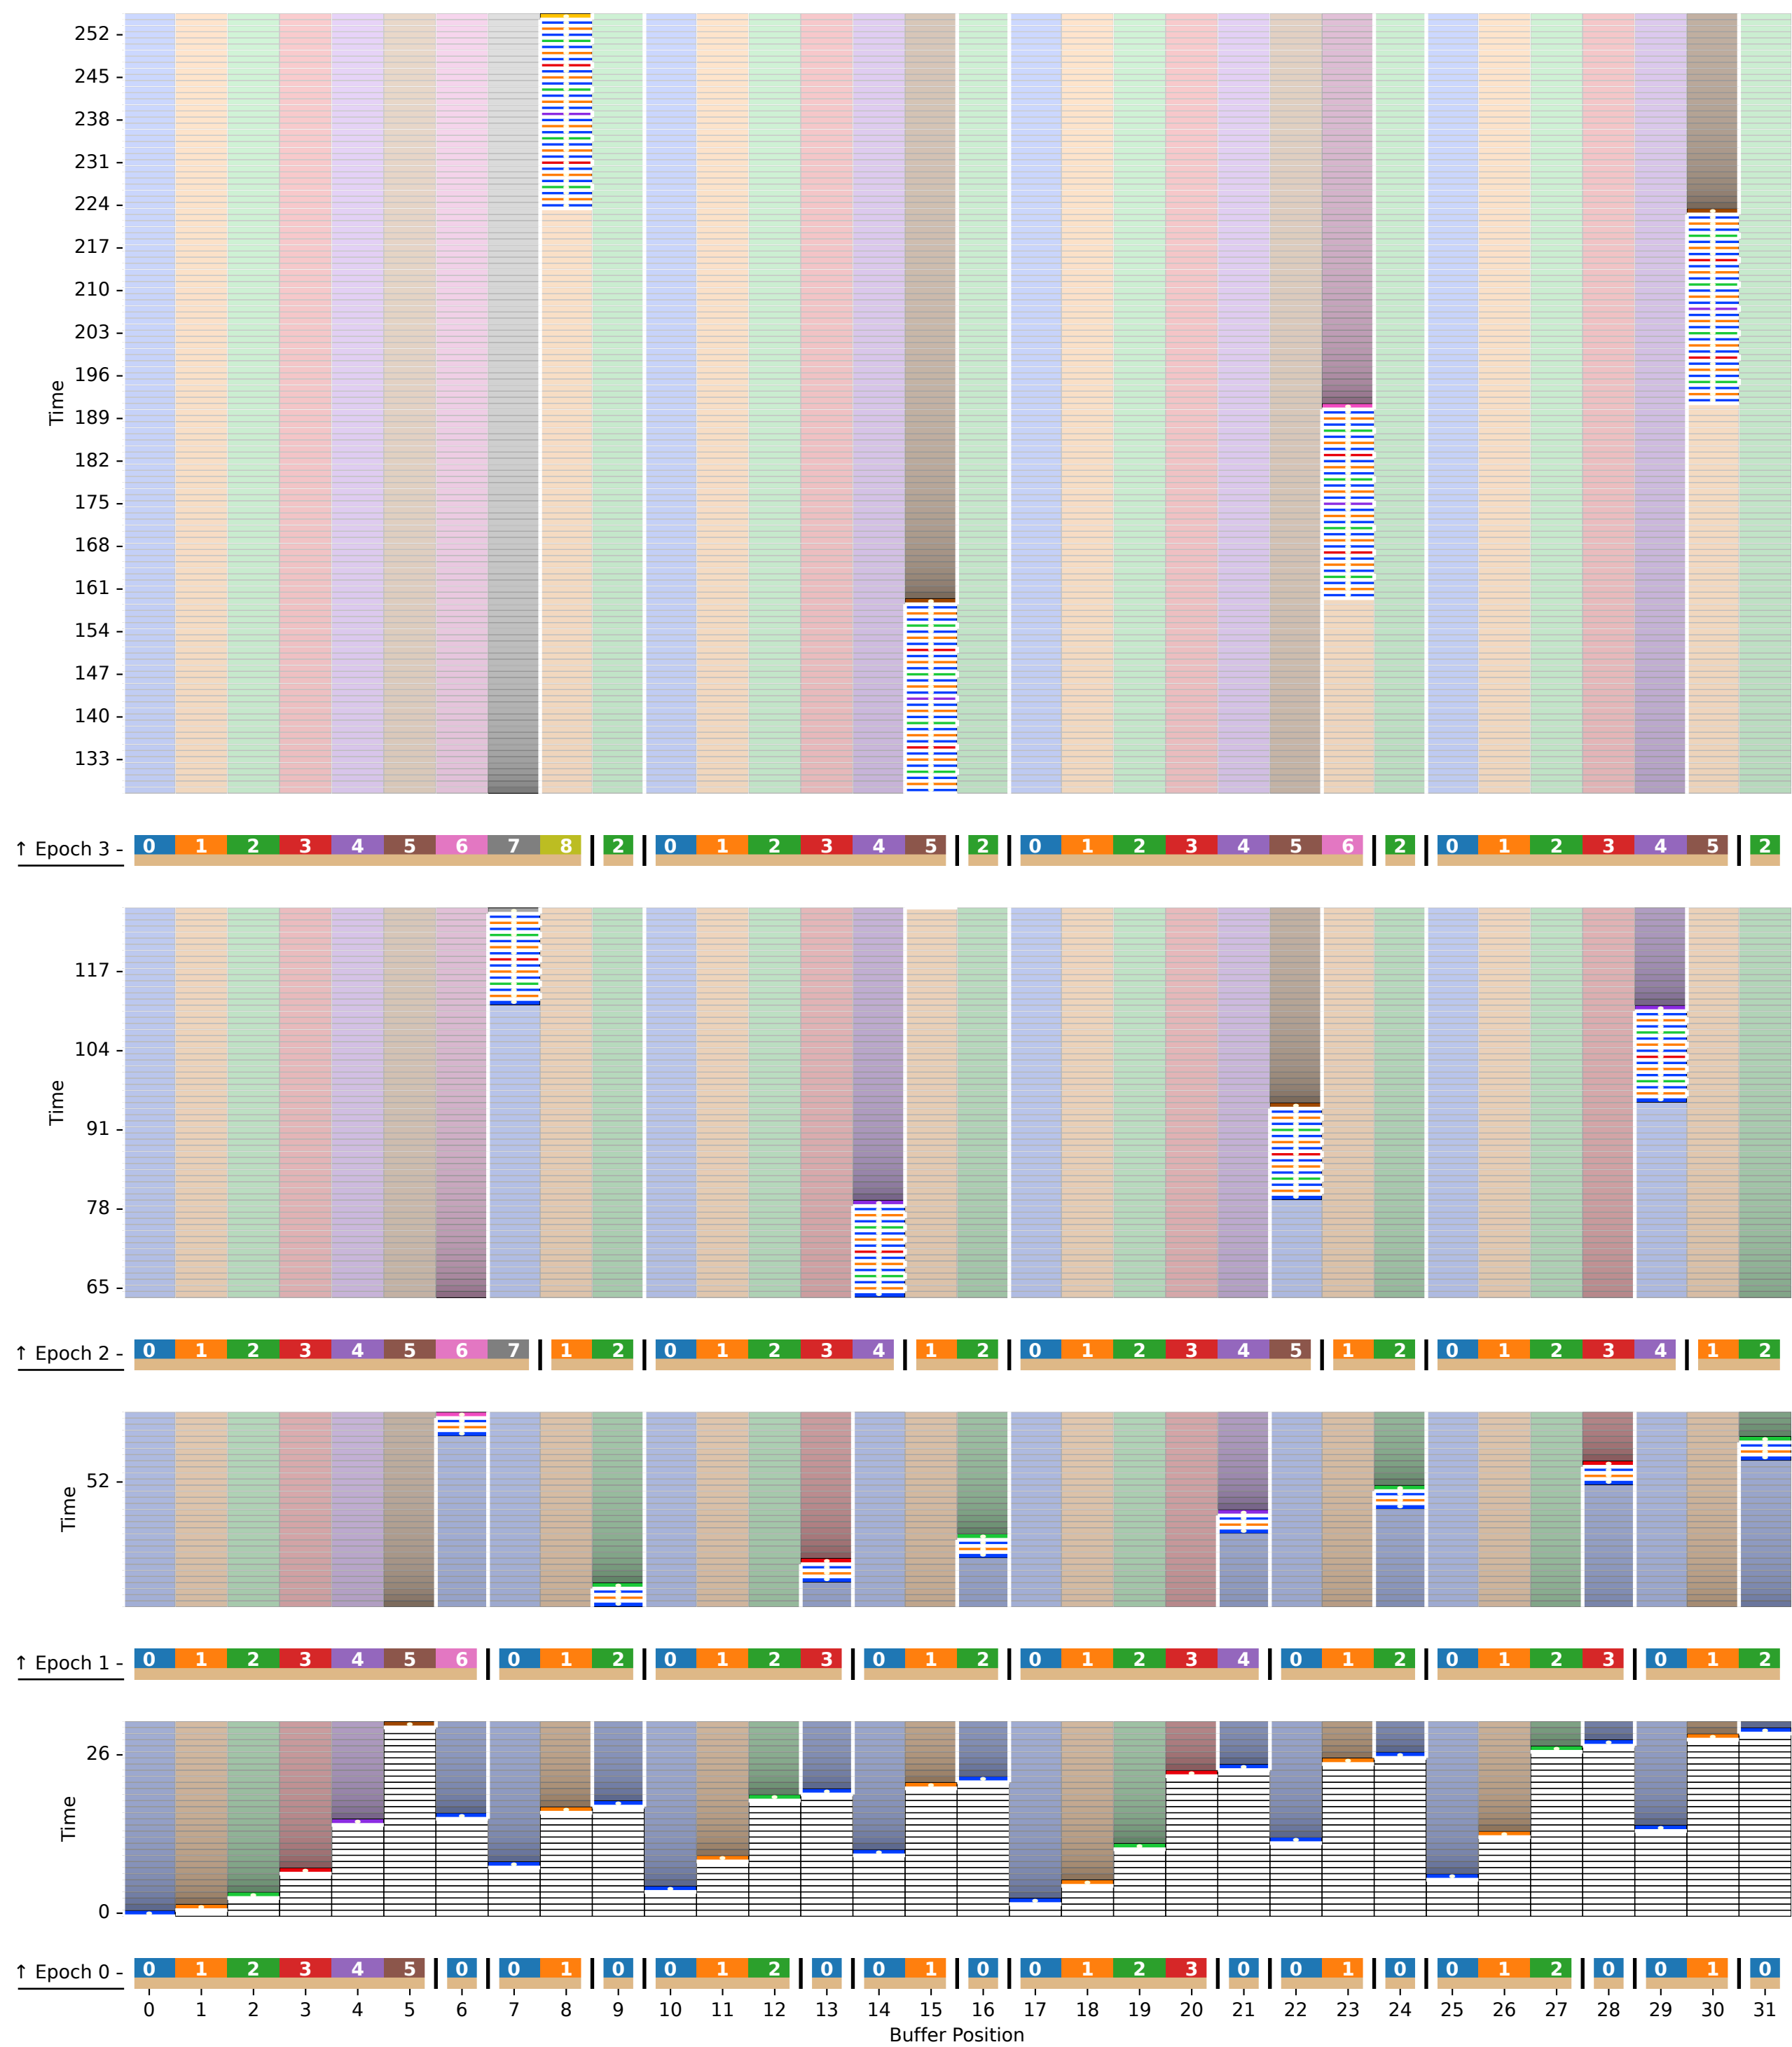 252
245
238
231
224
217
210
203
196
189
182
175
168
161
154
147
140
133
Time
↑ Epoch 3 0 1 2 3 4 5 6 7 8 2 0 1 2 3 4 5 2 0 1 2 3 4 5 6 2 0 1 2 3 4 5 2
117
104
91
78
65
Time
↑ Epoch 2 0 1 2 3 4 5 6 7 1 2 0 1 2 3 4 1 2 0 1 2 3 4 5 1 2 0 1 2 3 4 1 2
52
Time
↑ Epoch 1 0 1 2 3 4 5 6 0 1 2 0 1 2 3 0 1 2 0 1 2 3 4 0 1 2 0 1 2 3 0 1 2
26
0
Time
↑ Epoch 0 0 1 2 3 4 5 0 0 1 0 0 1 2 0 0 1 0 0 1 2 3 0 0 1 0 0 1 2 0 0 1 0
0 1 2 3 4 5 6 7 8 9 10 11 12 13 14 15 16 17 18 19 20 21 22 23 24 25 26 27 28 29 30 31
Buffer Position